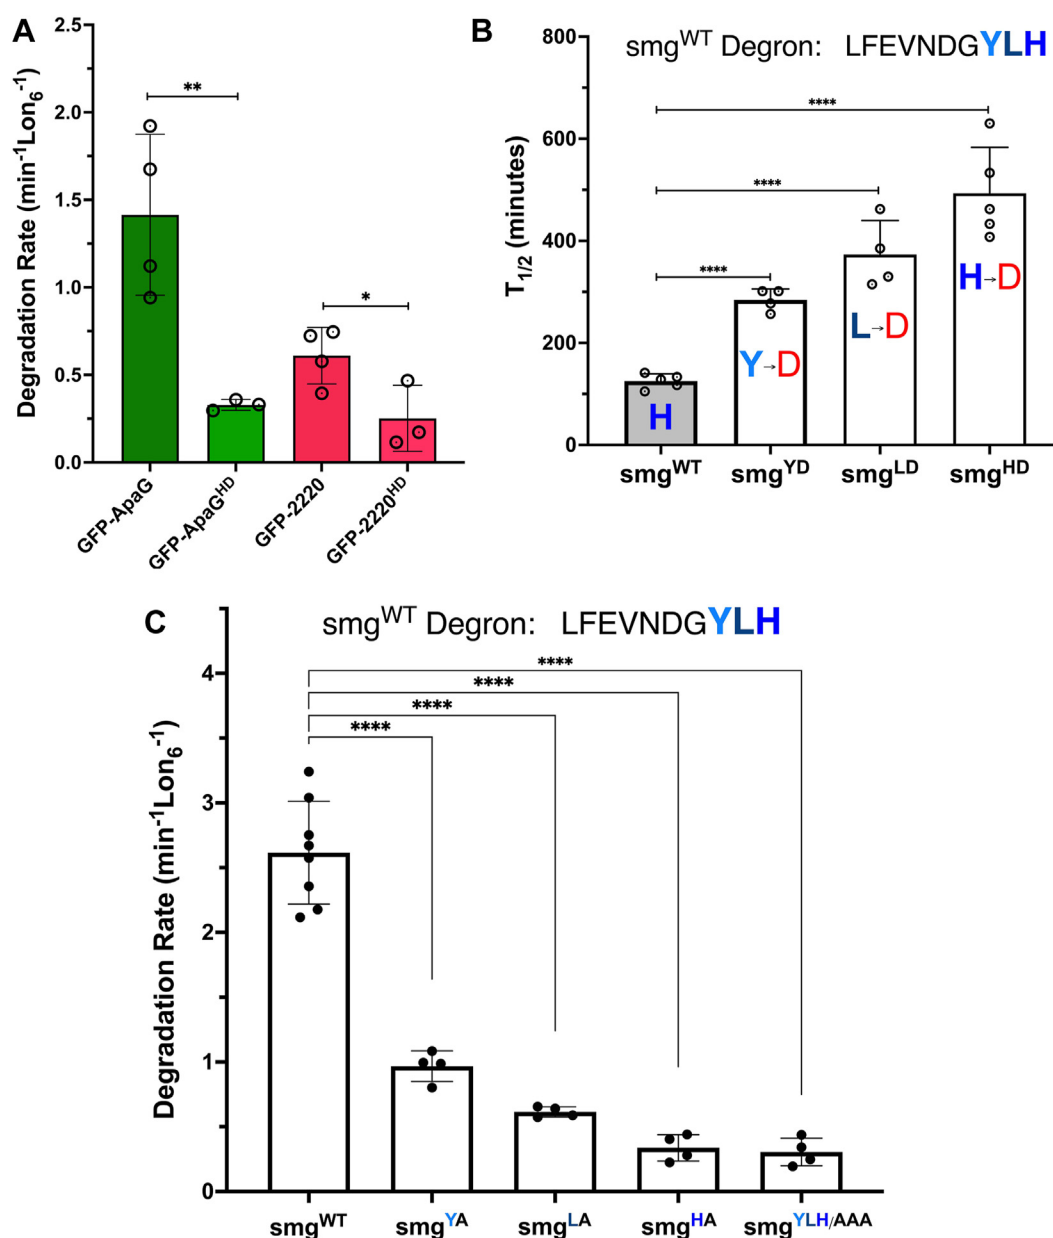 A
Degradation Rate (min⁻¹Lon₆⁻¹)
2.5
2.0
1.5
1.0
0.5
0.0
**
*
GFP-ApaG
GFP-ApaGᴴᴰ
GFP-2220
GFP-2220ᴴᴰ
B
smgᵂᵀ Degron: LFEVNDGYLH
T1/2 (minutes)
800
600
400
200
0
****
****
****
H
Y→D
L→D
H→D
smgᵂᵀ
smgʸᴰ
smgᴸᴰ
smgᴴᴰ
C
smgᵂᵀ Degron: LFEVNDGYLH
Degradation Rate (min⁻¹Lon₆⁻¹)
4
3
2
1
0
****
****
****
****
smgᵂᵀ
smgʸᴬ
smgᴸᴬ
smgᴴᴬ
smgYLH/AAA